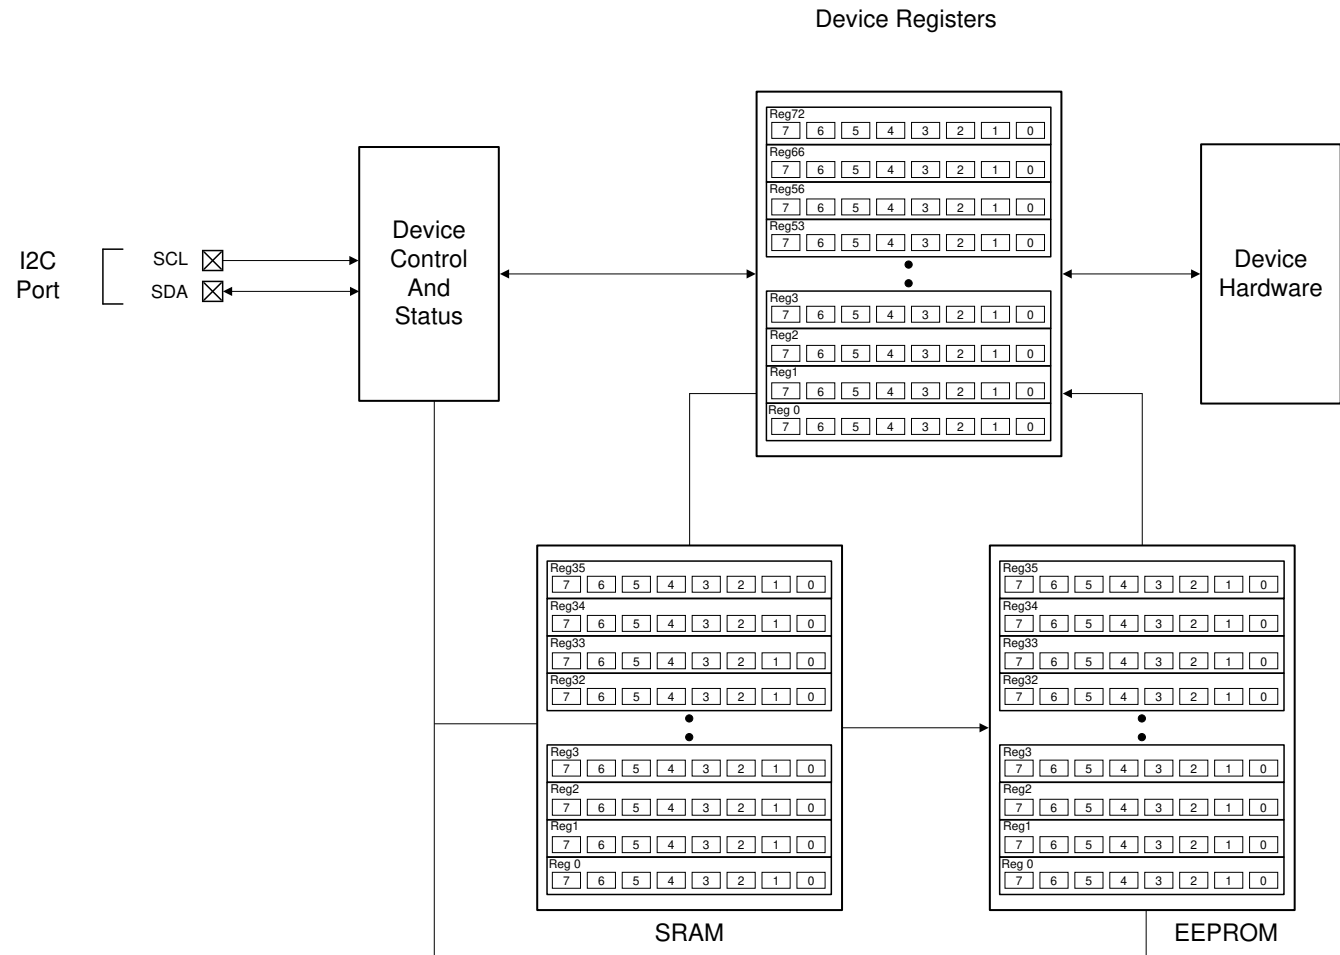 Device Registers
Reg72
7 6 5 4 3 2 1 0
Reg66
7 6 5 4 3 2 1 0
Reg56
7 6 5 4 3 2 1 0
Reg53
7 6 5 4 3 2 1 0
Reg3
7 6 5 4 3 2 1 0
Reg2
7 6 5 4 3 2 1 0
Reg1
7 6 5 4 3 2 1 0
Reg 0
7 6 5 4 3 2 1 0
I2C
Port
SCL
SDA
Device
Control
And
Status
Device
Hardware
Reg35
7 6 5 4 3 2 1 0
Reg34
7 6 5 4 3 2 1 0
Reg33
7 6 5 4 3 2 1 0
Reg32
7 6 5 4 3 2 1 0
Reg3
7 6 5 4 3 2 1 0
Reg2
7 6 5 4 3 2 1 0
Reg1
7 6 5 4 3 2 1 0
Reg 0
7 6 5 4 3 2 1 0
SRAM
Reg35
7 6 5 4 3 2 1 0
Reg34
7 6 5 4 3 2 1 0
Reg33
7 6 5 4 3 2 1 0
Reg32
7 6 5 4 3 2 1 0
Reg3
7 6 5 4 3 2 1 0
Reg2
7 6 5 4 3 2 1 0
Reg1
7 6 5 4 3 2 1 0
Reg 0
7 6 5 4 3 2 1 0
EEPROM